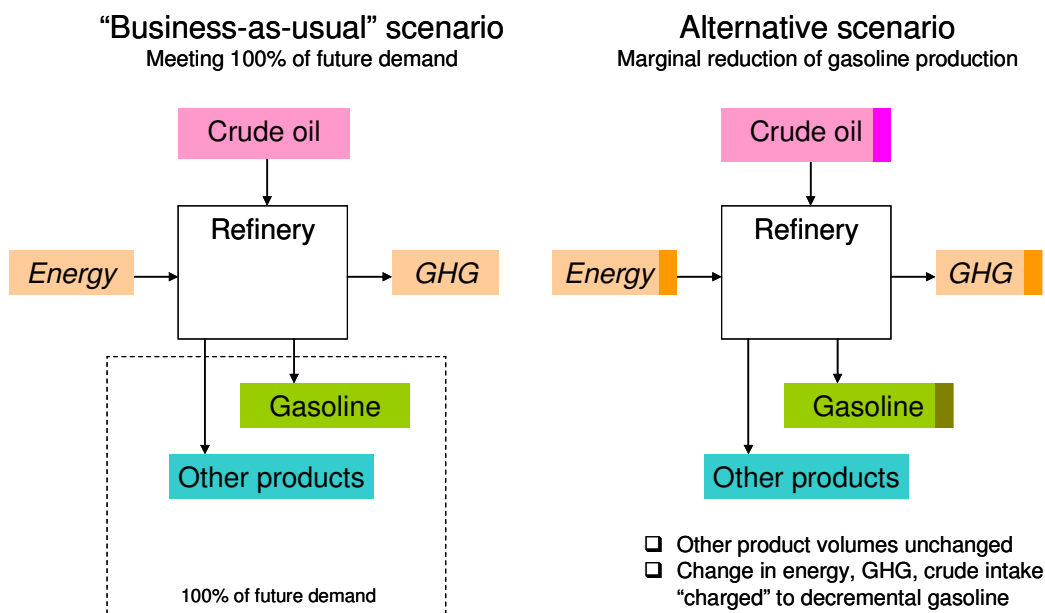 “Business-as-usual” scenario
Meeting 100% of future demand
Crude oil
Refinery
Energy
GHG
Gasoline
Other products
100% of future demand
Alternative scenario
Marginal reduction of gasoline production
Crude oil
Refinery
Energy
GHG
Gasoline
Other products
❑ Other product volumes unchanged
❑ Change in energy, GHG, crude intake
“charged” to decremental gasoline